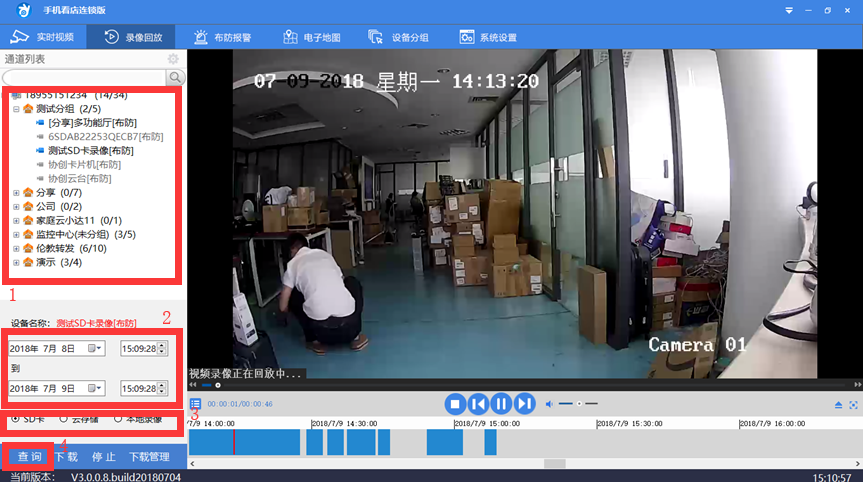 手机看店连锁版
实时视频 录像回放 布防报警 电子地图 设备分组 系统设置
通道列表
18955151234 (14/34)
测试分组 (2/5)
[分享]多功能厅[布防]
6SDAB22253QECB7[布防]
测试SD卡录像[布防]
协创卡片机[布防]
协创云台[布防]
分享 (0/7)
公司 (0/2)
家庭云小达11 (0/1)
监控中心(未分组) (3/5)
伦教转发 (6/10)
演示 (3/4)
1
设备名称: 测试SD卡录像[布防]
2
2018年 7月 8日 15:09:28
到
2018年 7月 9日 15:09:28
SD卡 云存储 本地录像
3
4
查 询 下 载 停 止 下载管理
当前版本: V3.0.0.8.build20180704
07-09-2018 星期一 14:13:20
Camera 01
视频录像正在回放中...
00:00:01/00:00:46
7/9 14:00:00 2018/7/9 14:30:00 2018/7/9 15:00:00 2018/7/9 15:30:00 2018/7/9 16:00:00
15:10:57